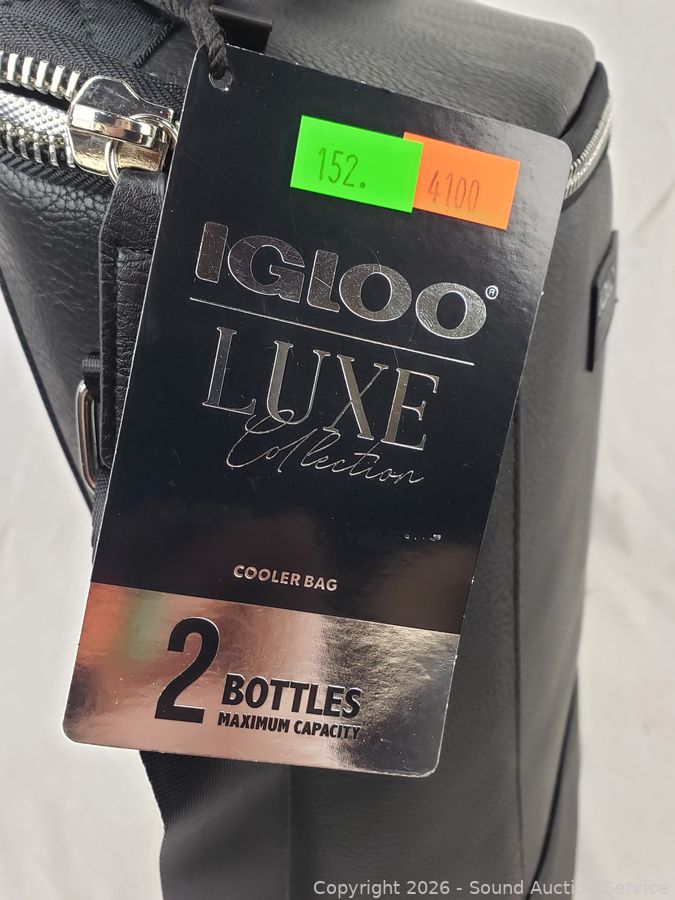 152.
4100
IGLOO®
LUXE
Collection
COOLER BAG
2 BOTTLES
MAXIMUM CAPACITY
Copyright 2026 - Sound Auction Service